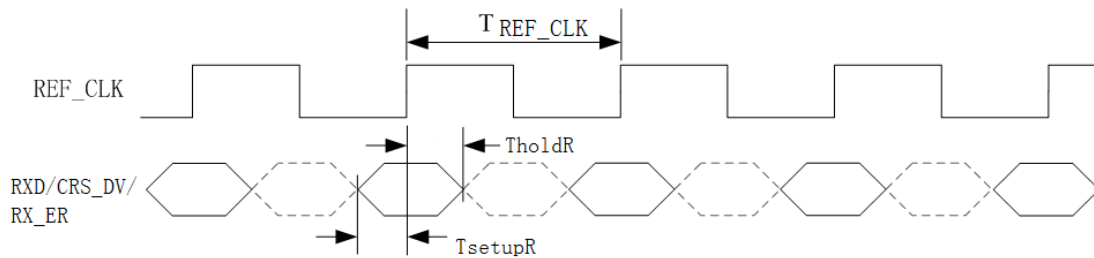 T REF_CLK
REF_CLK
TholdR
RXD/CRS_DV/
RX_ER
TsetupR